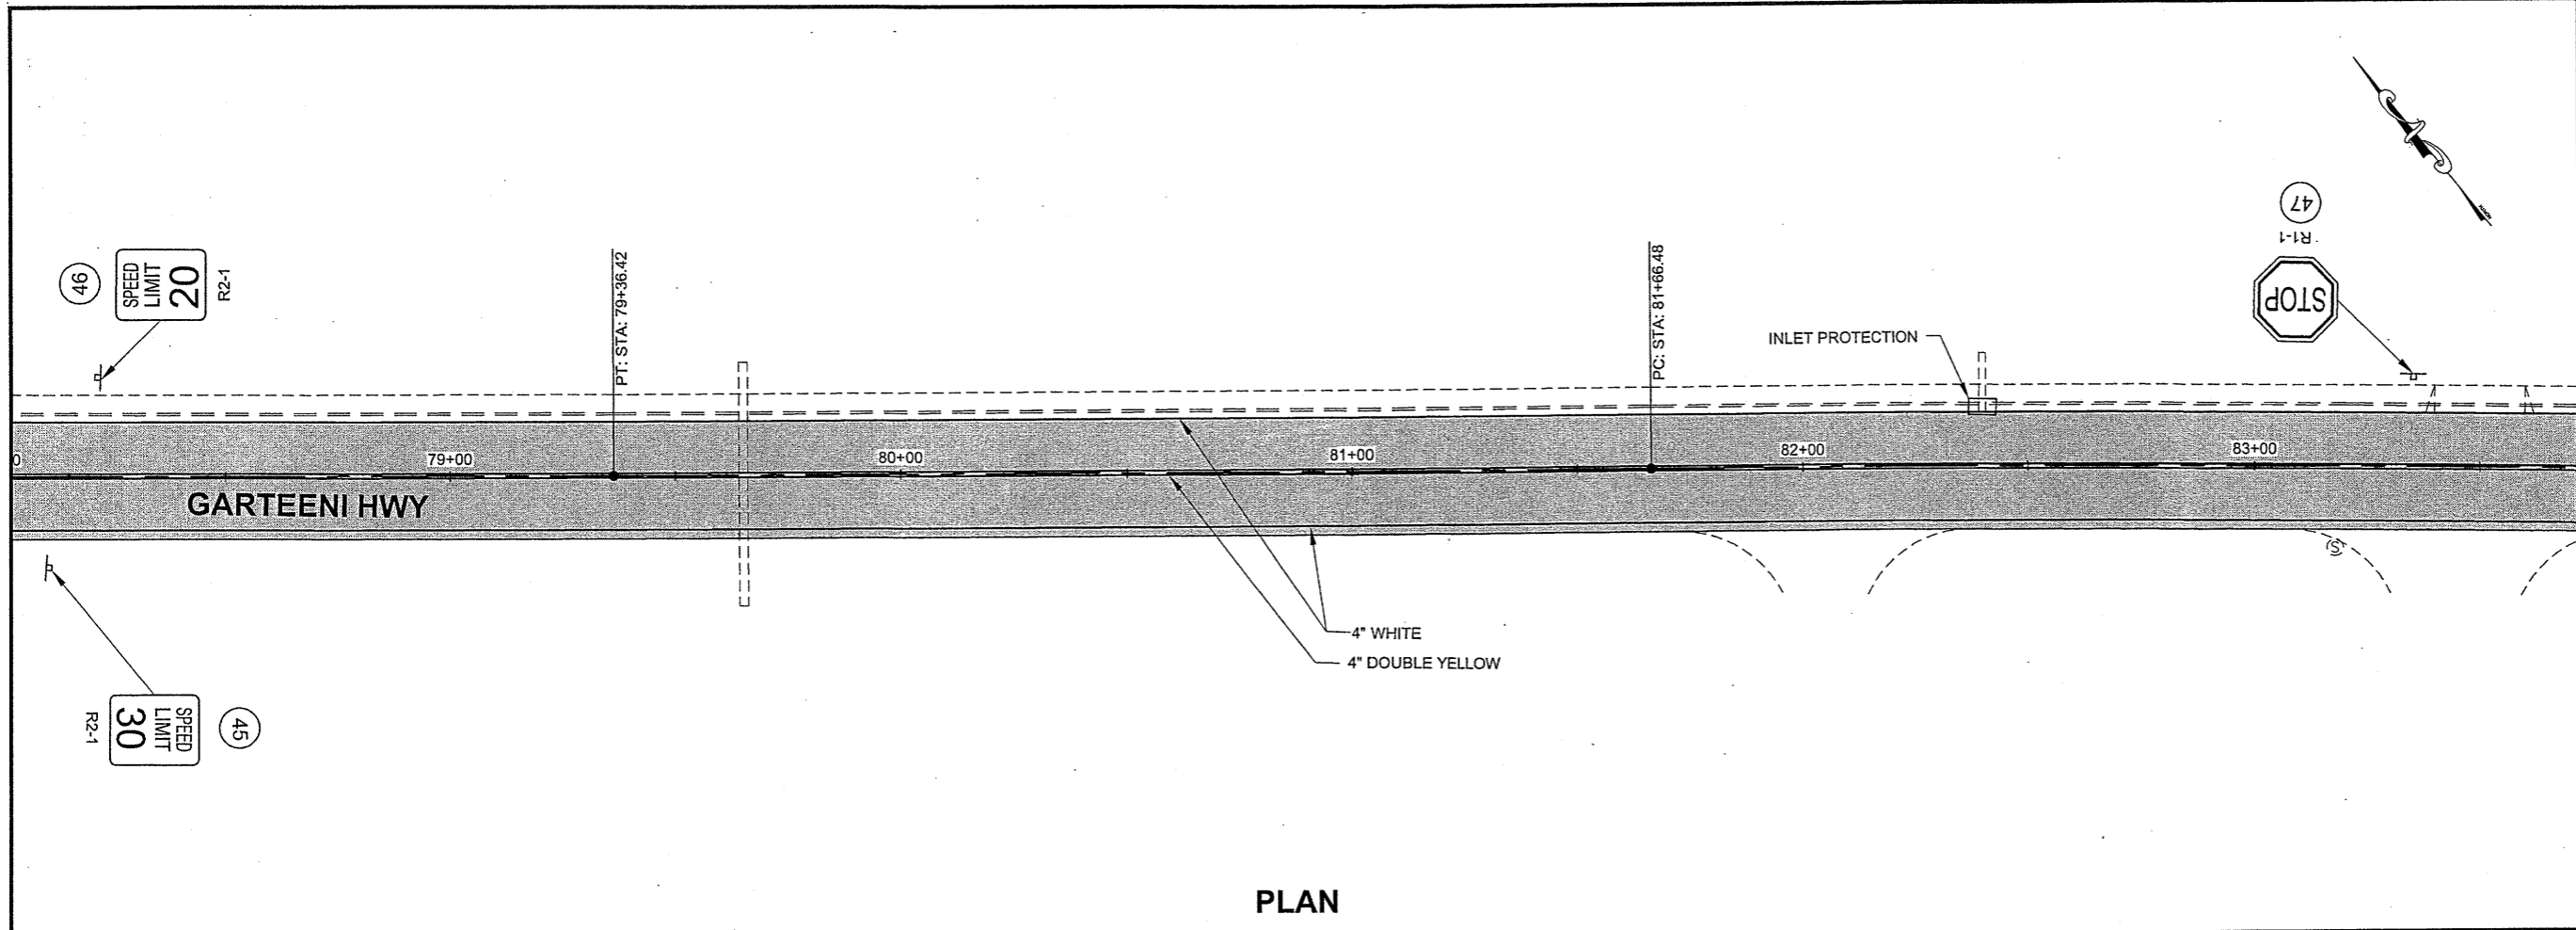 47
R1-1
STOP
46
SPEED
LIMIT
20
R2-1
PT: STA: 79+36.42
PC: STA: 81+66.48
INLET PROTECTION
0
79+00
80+00
81+00
82+00
83+00
GARTEENI HWY
(S)
4" WHITE
4" DOUBLE YELLOW
SPEED
LIMIT
30
R2-1
45
PLAN